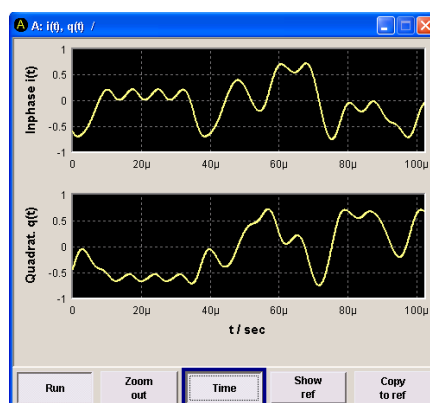 A A: i(t), q(t) /
Inphase i(t)
1
0.5
0
-0.5
-1
0 20µ 40µ 60µ 80µ 100µ
Quadrat. q(t)
1
0.5
0
-0.5
-1
0 20µ 40µ 60µ 80µ 100µ
t / sec
Run
Zoom
out
Time
Show
ref
Copy
to ref